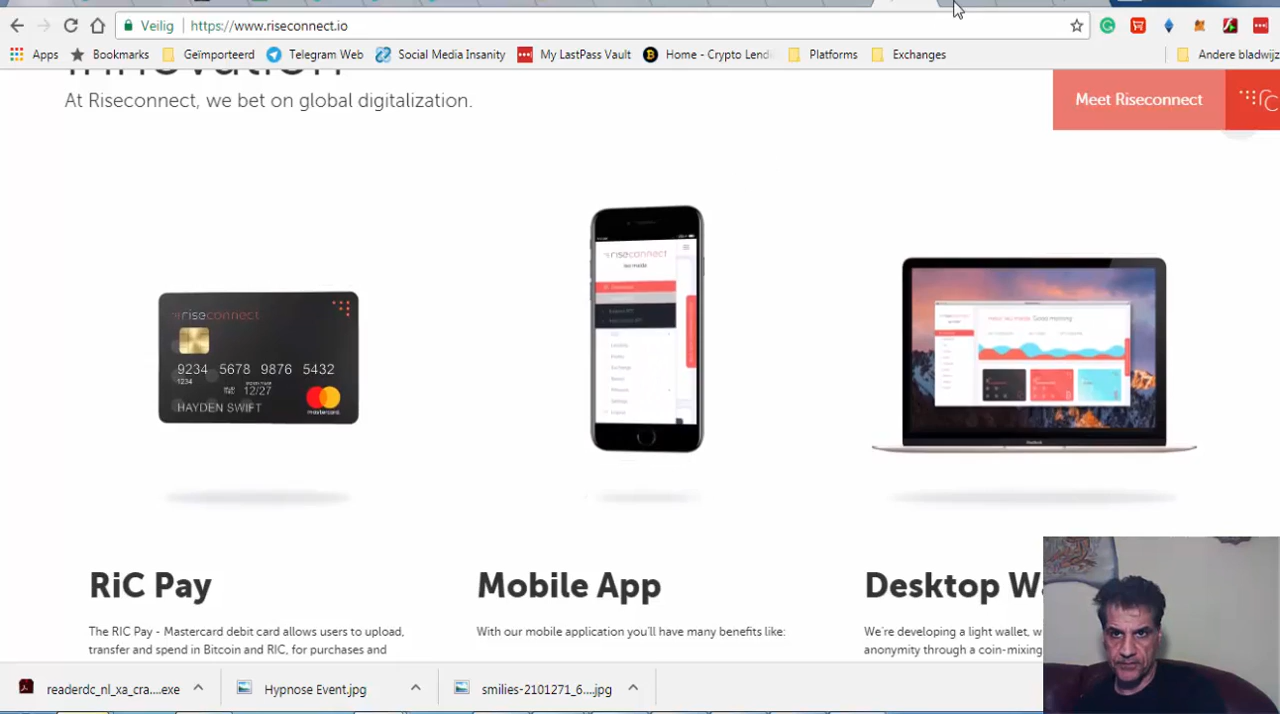 Veilig https://www.riseconnect.io
Apps Bookmarks Geïmporteerd Telegram Web Social Media Insanity My LastPass Vault Home - Crypto Lendi Platforms Exchanges Andere bladwijz
Innovation
At Riseconnect, we bet on global digitalization.
Meet Riseconnect
riseconnect
riseconnect
9234 5678 9876 5432
1234
12/27
HAYDEN SWIFT
mastercard
RiC Pay
Mobile App
Desktop W
The RIC Pay - Mastercard debit card allows users to upload,
transfer and spend in Bitcoin and RIC, for purchases and
With our mobile application you'll have many benefits like:
We're developing a light wallet, w
anonymity through a coin-mixing
readerdc_nl_xa_cra....exe
Hypnose Event.jpg
smilies-2101271_6....jpg